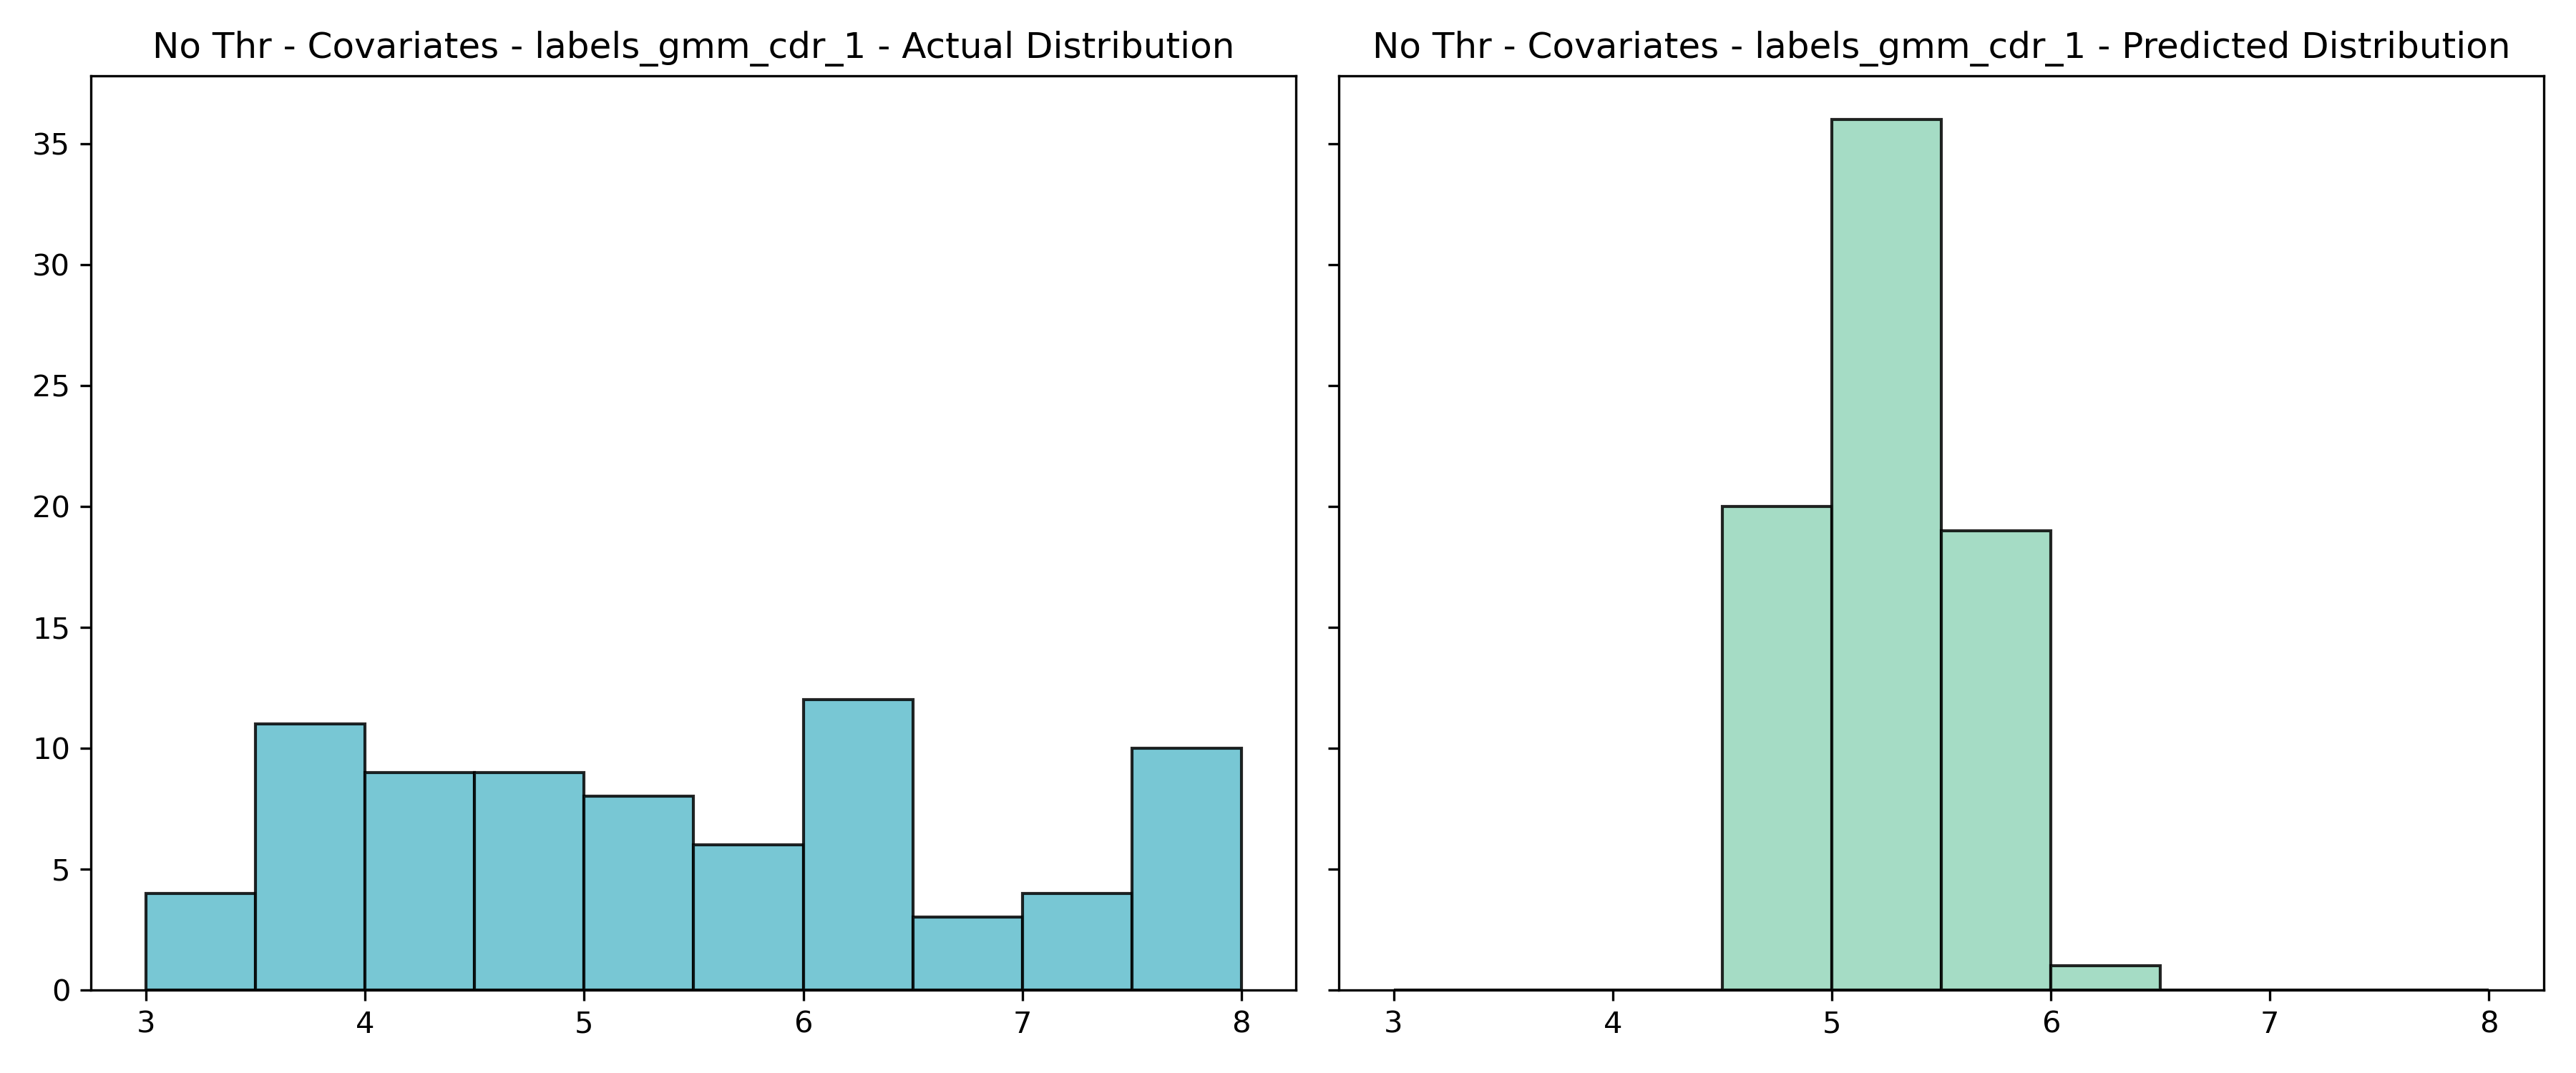 No Thr - Covariates - labels_gmm_cdr_1 - Actual Distribution
35
30
25
20
15
10
5
0
3 4 5 6 7 8
No Thr - Covariates - labels_gmm_cdr_1 - Predicted Distribution
3 4 5 6 7 8